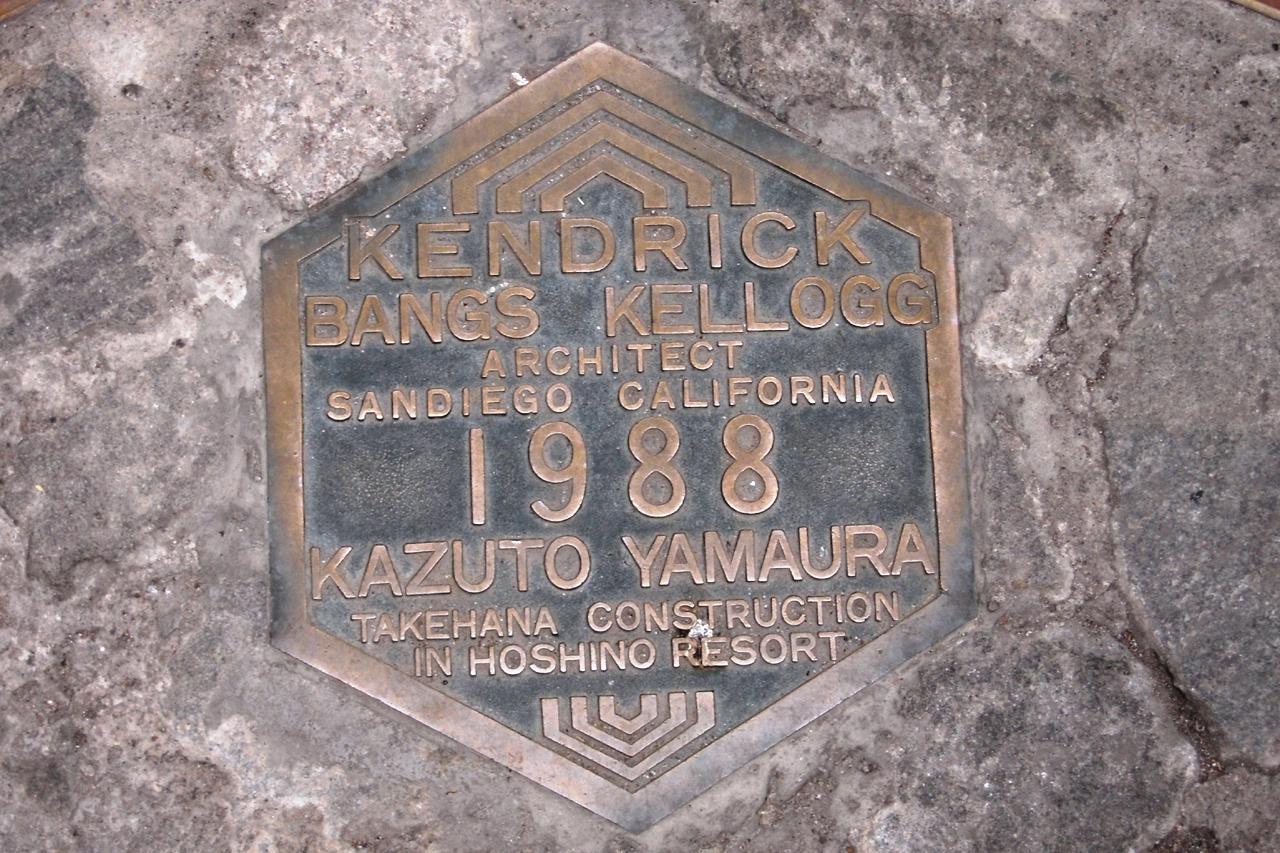 KENDRICK
BANGS KELLOGG
ARCHITECT
SANDIEGO CALIFORNIA
1988
KAZUTO YAMAURA
TAKEHANA CONSTRUCTION
IN HOSHINO RESORT